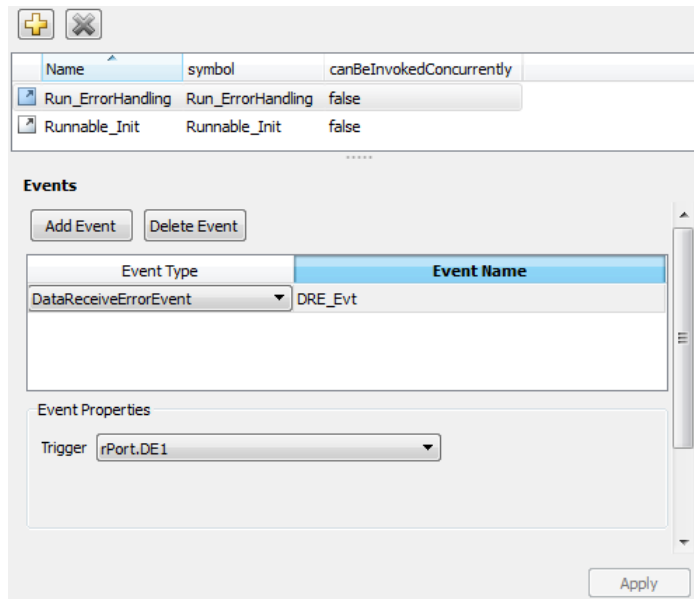 Name symbol canBeInvokedConcurrently
Run_ErrorHandling Run_ErrorHandling false
Runnable_Init Runnable_Init false
Events
Add Event Delete Event
Event Type Event Name
DataReceiveErrorEvent DRE_Evt
Event Properties
Trigger rPort.DE1
Apply